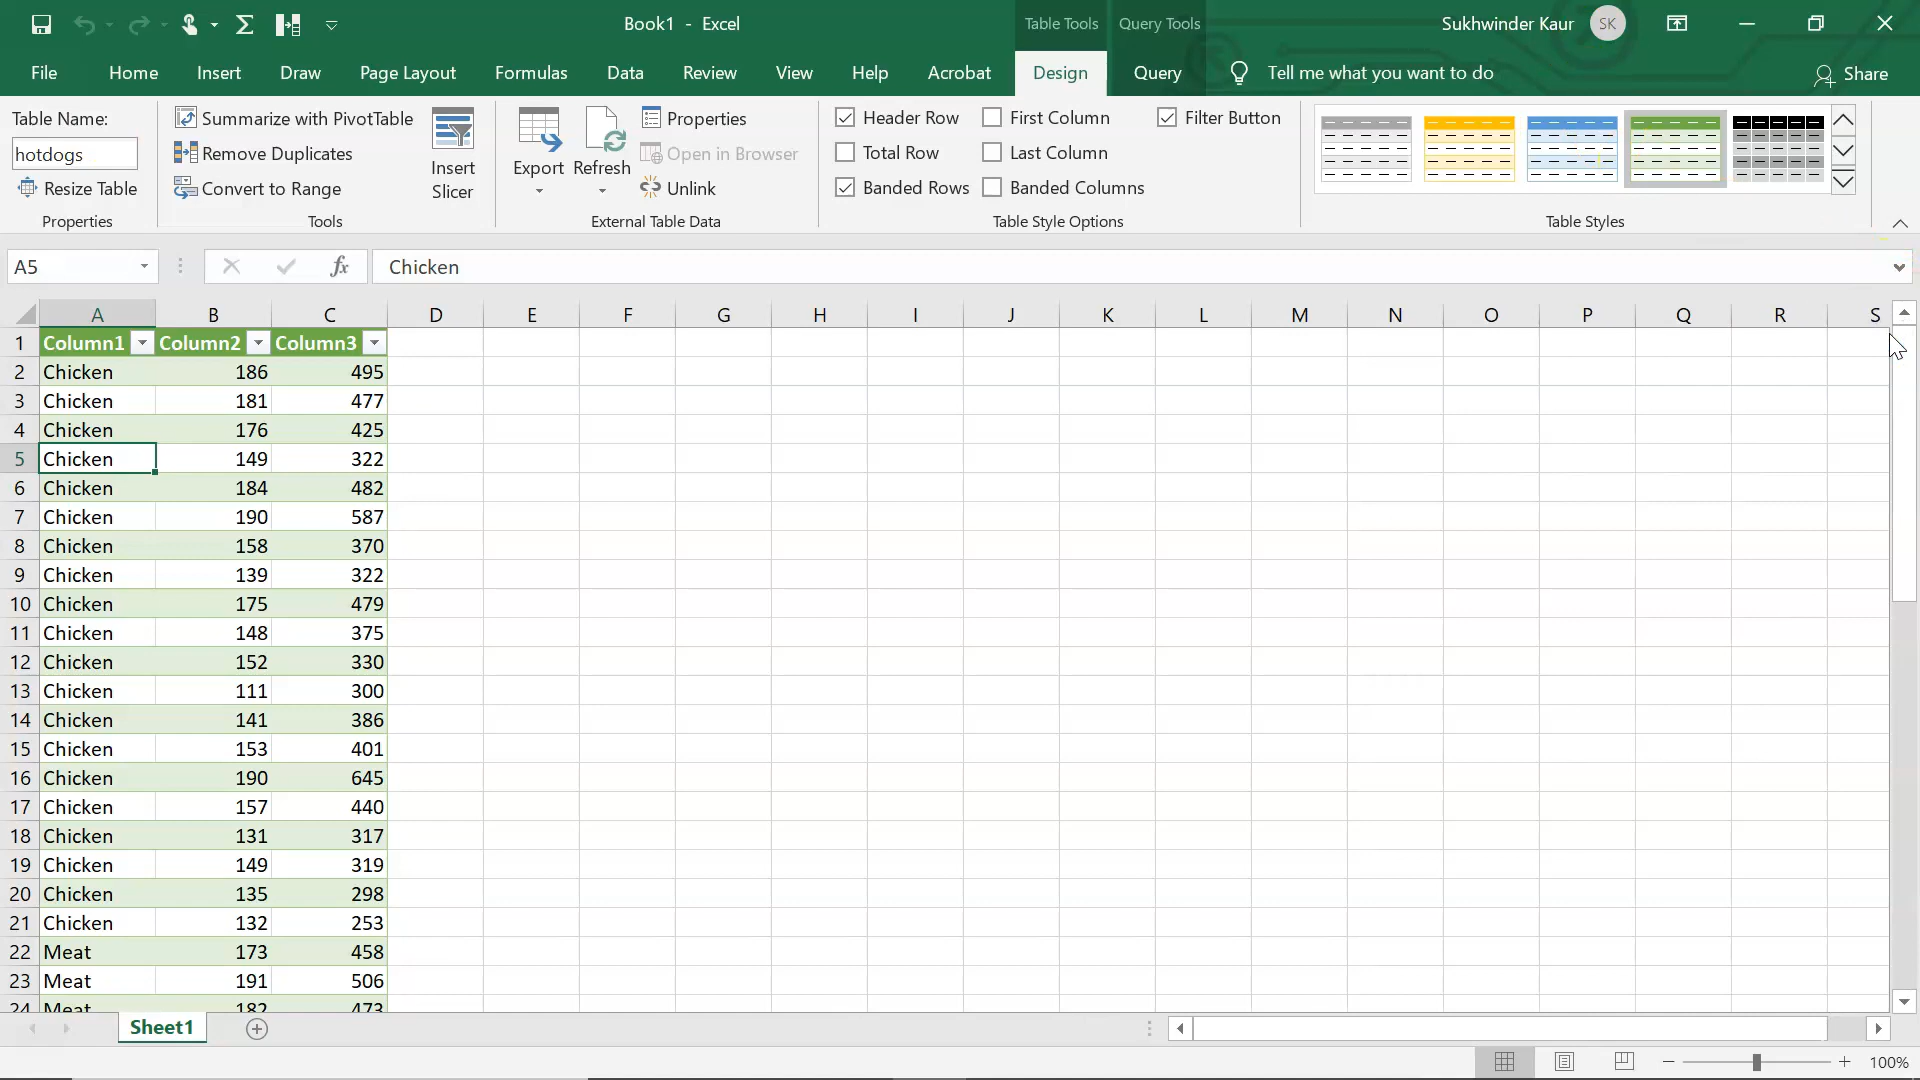 Book1 - Excel
Table Tools
Query Tools
Sukhwinder Kaur
SK
File Home Insert Draw Page Layout Formulas Data Review View Help Acrobat Design Query Tell me what you want to do Share
Table Name:
hotdogs
Resize Table
Properties
Summarize with PivotTable
Remove Duplicates
Convert to Range
Tools
Insert
Slicer
Export
Refresh
Properties
Open in Browser
Unlink
External Table Data
Header Row
Total Row
Banded Rows
First Column
Last Column
Banded Columns
Filter Button
Table Style Options
Table Styles
A5
fx
Chicken
A B C D E F G H I J K L M N O P Q R S
1 Column1 Column2 Column3
2 Chicken 186 495
3 Chicken 181 477
4 Chicken 176 425
5 Chicken 149 322
6 Chicken 184 482
7 Chicken 190 587
8 Chicken 158 370
9 Chicken 139 322
10 Chicken 175 479
11 Chicken 148 375
12 Chicken 152 330
13 Chicken 111 300
14 Chicken 141 386
15 Chicken 153 401
16 Chicken 190 645
17 Chicken 157 440
18 Chicken 131 317
19 Chicken 149 319
20 Chicken 135 298
21 Chicken 132 253
22 Meat 173 458
23 Meat 191 506
24 Meat 182 473
Sheet1
100%